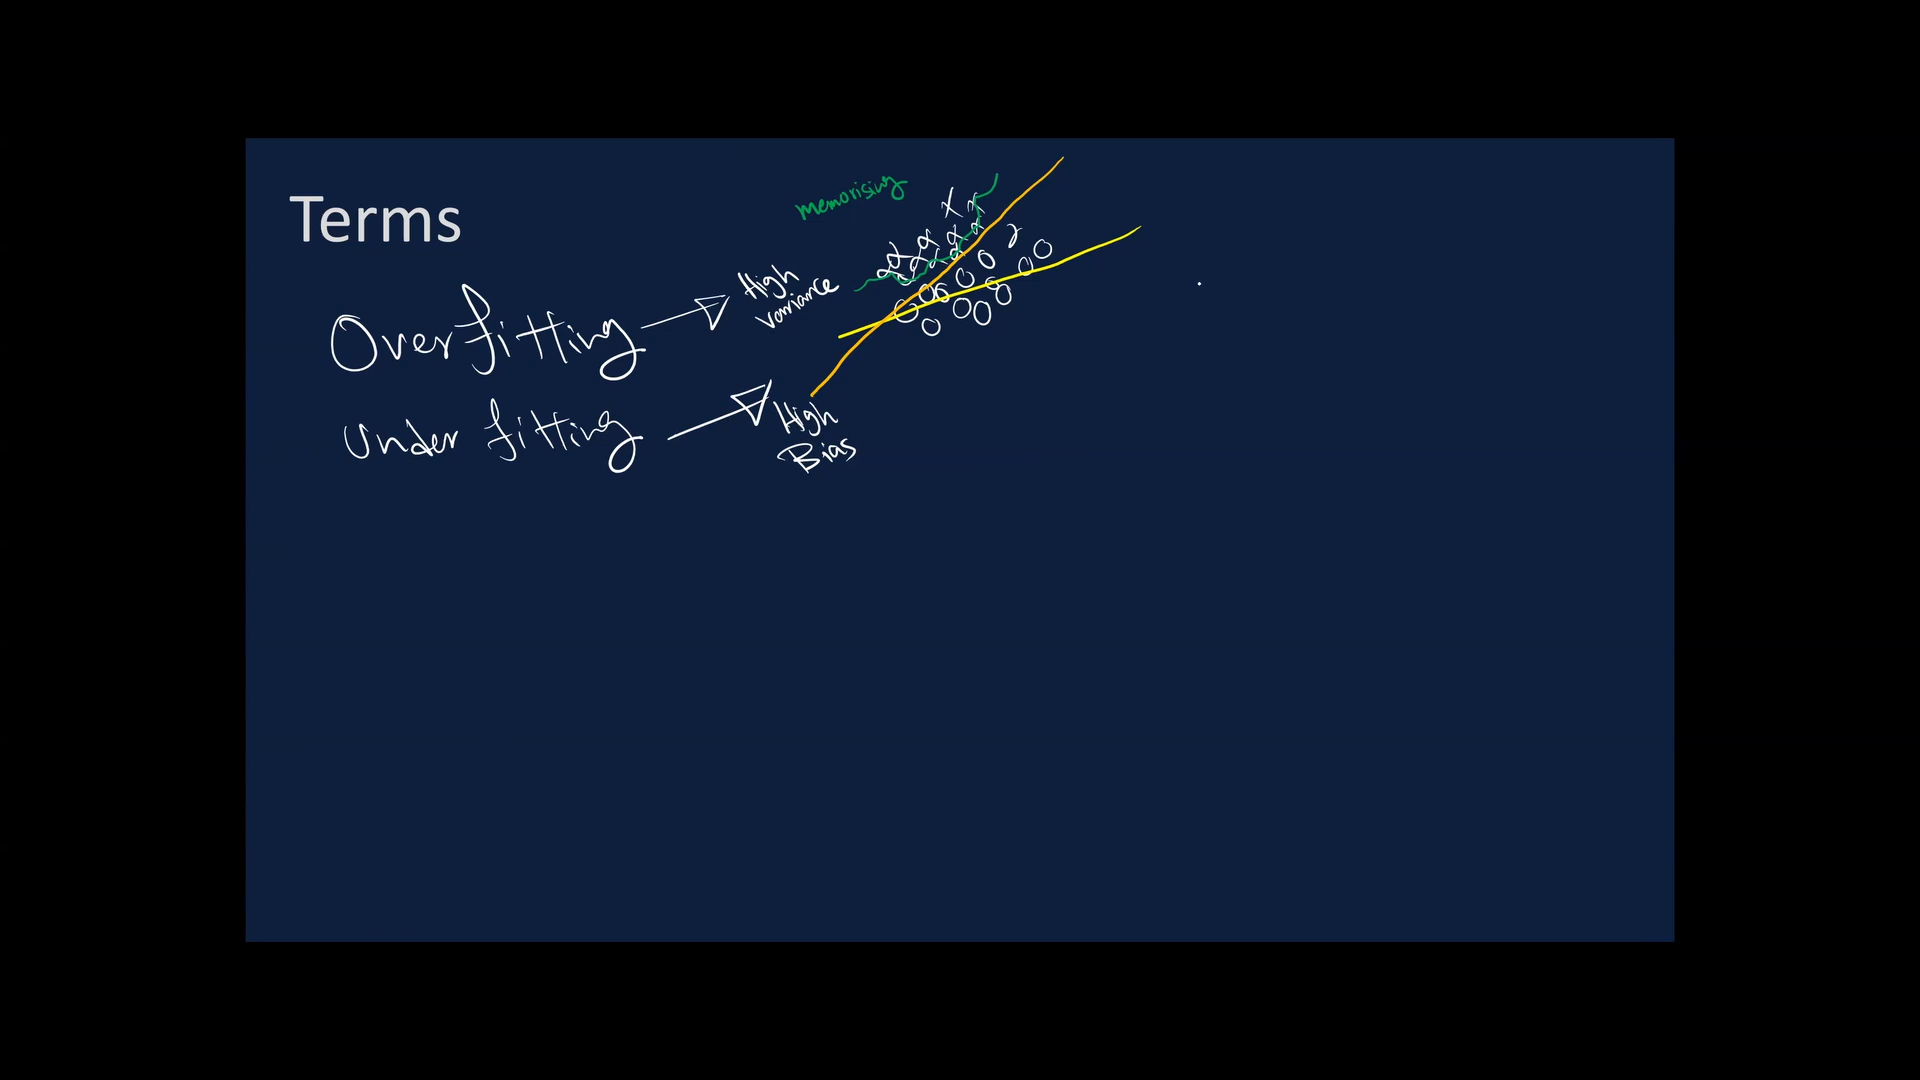 Terms
memorising
Overfitting
High
variance
Under fitting
High
Bias